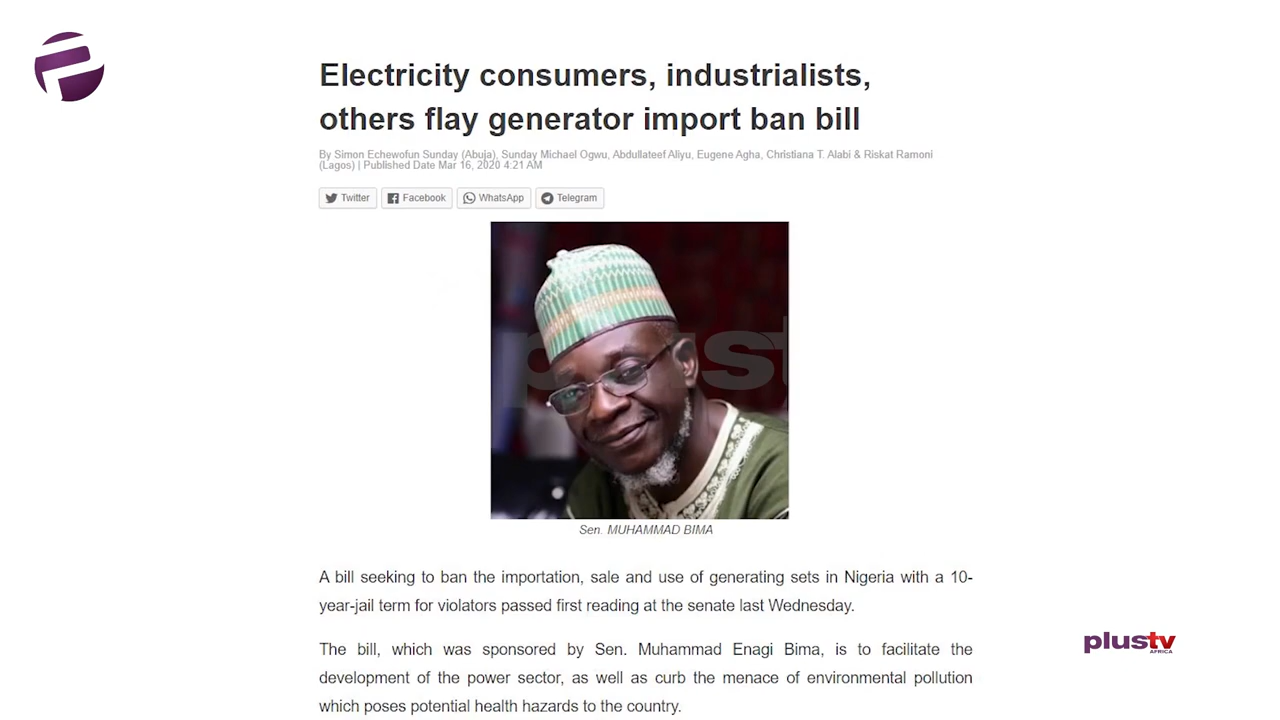 Electricity consumers, industrialists,
others flay generator import ban bill
By Simon Echewofun Sunday (Abuja), Sunday Michael Ogwu, Abdullateef Aliyu, Eugene Agha, Christiana T. Alabi & Riskat Ramoni
(Lagos) | Published Date Mar 16, 2020 4.21 AM
Twitter Facebook WhatsApp Telegram
plust
Sen. MUHAMMAD BIMA
A bill seeking to ban the importation, sale and use of generating sets in Nigeria with a 10-
year-jail term for violators passed first reading at the senate last Wednesday.
The bill, which was sponsored by Sen. Muhammad Enagi Bima, is to facilitate the
development of the power sector, as well as curb the menace of environmental pollution
which poses potential health hazards to the country.
plustv
AFRICA